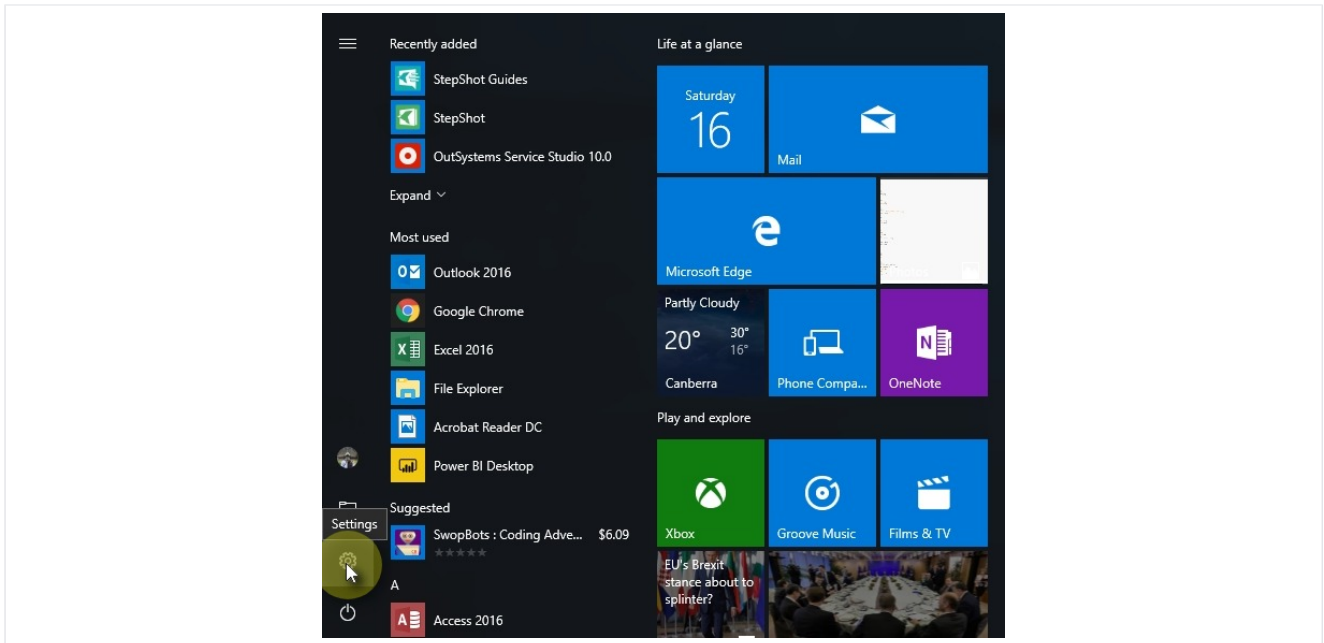 Recently added
StepShot Guides
StepShot
OutSystems Service Studio 10.0
Expand
Most used
Outlook 2016
Google Chrome
Excel 2016
File Explorer
Acrobat Reader DC
Power BI Desktop
Suggested
Settings
SwopBots : Coding Adve... $6.09
A
Access 2016
Life at a glance
Saturday
16
Mail
Microsoft Edge
Partly Cloudy
20° 30°
16°
Canberra
Phone Compa...
OneNote
Play and explore
Xbox
Groove Music
Films & TV
EU's Brexit
stance about to
splinter?